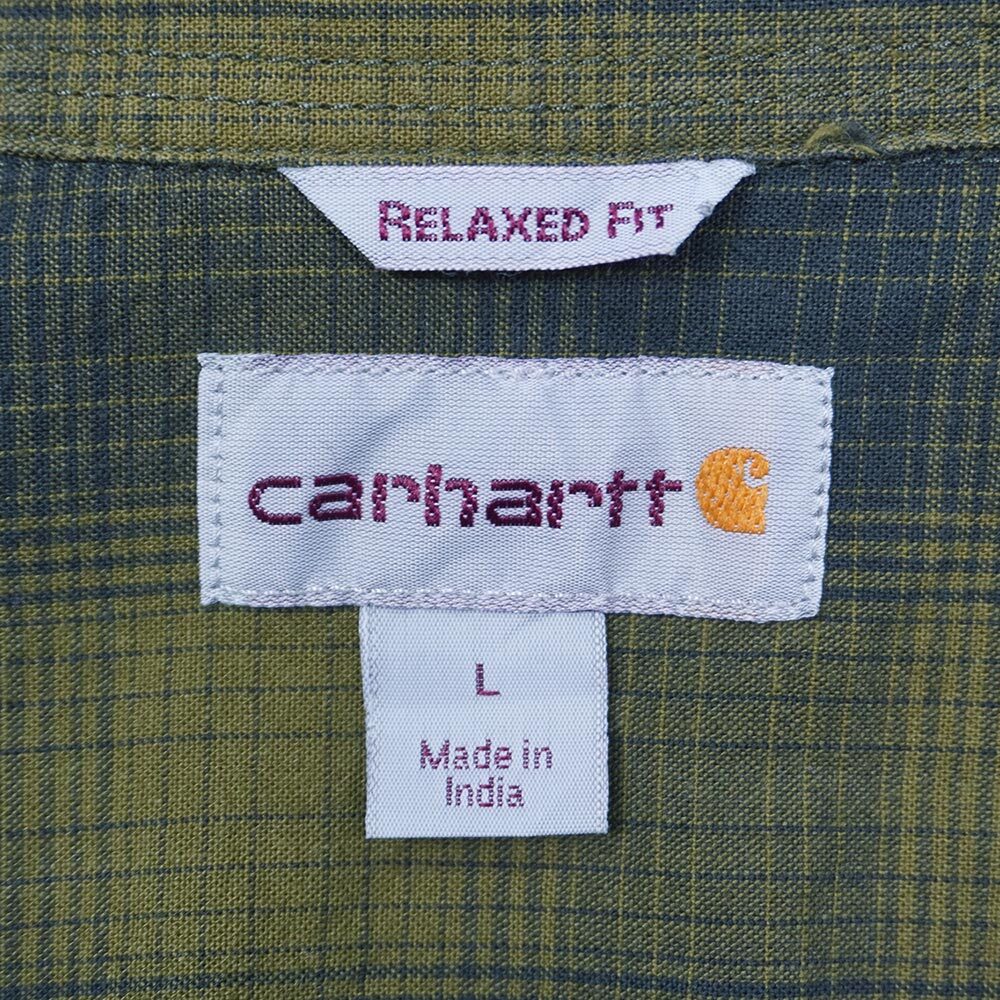 RELAXED FIT
carhartt
L
Made in
India